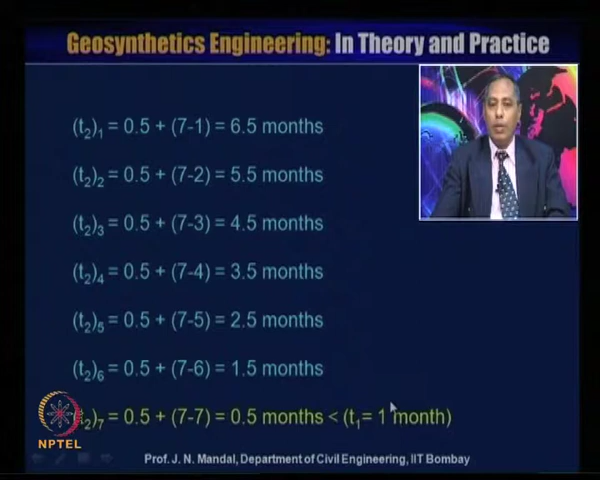 Geosynthetics Engineering: In Theory and Practice
(t₂)₁ = 0.5 + (7-1) = 6.5 months
(t₂)₂ = 0.5 + (7-2) = 5.5 months
(t₂)₃ = 0.5 + (7-3) = 4.5 months
(t₂)₄ = 0.5 + (7-4) = 3.5 months
(t₂)₅ = 0.5 + (7-5) = 2.5 months
(t₂)₆ = 0.5 + (7-6) = 1.5 months
(t₂)₇ = 0.5 + (7-7) = 0.5 months < (t₁= 1 month)
NPTEL
Prof. J. N. Mandal, Department of Civil Engineering, IIT Bombay